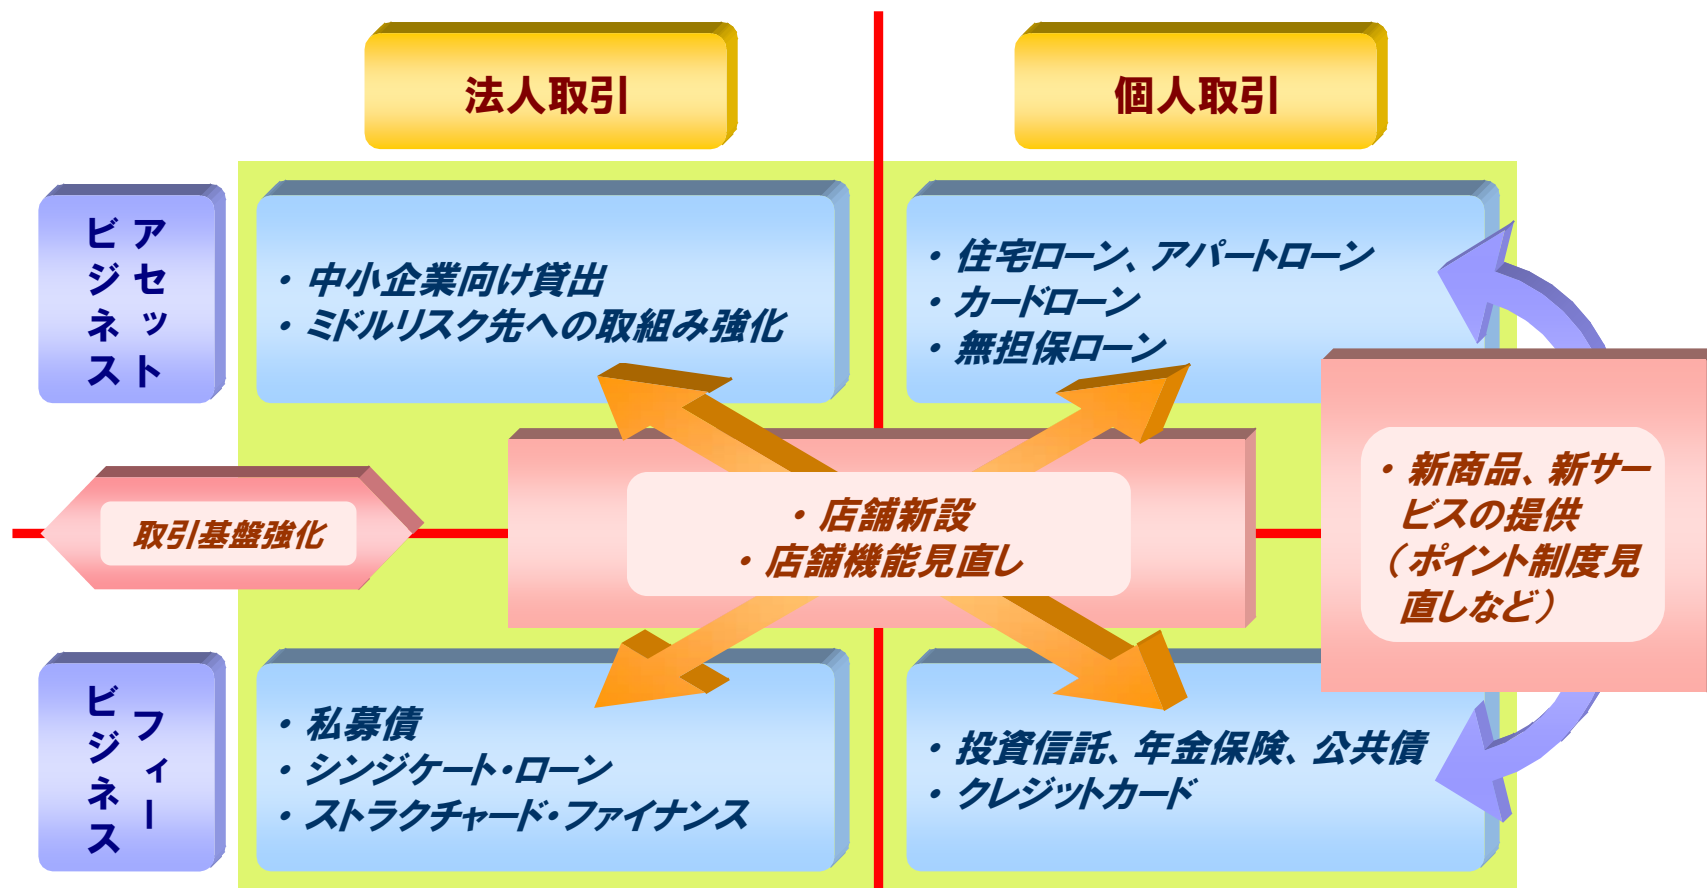 法人取引
個人取引
アセット
ビジネス
・中小企業向け貸出
・ミドルリスク先への取組み強化
・住宅ローン、アパートローン
・カードローン
・無担保ローン
取引基盤強化
・店舗新設
・店舗機能見直し
・新商品、新サー
ビスの提供
（ポイント制度見
直しなど）
フィー
ビジネス
・私募債
・シンジケート・ローン
・ストラクチャード・ファイナンス
・投資信託、年金保険、公共債
・クレジットカード